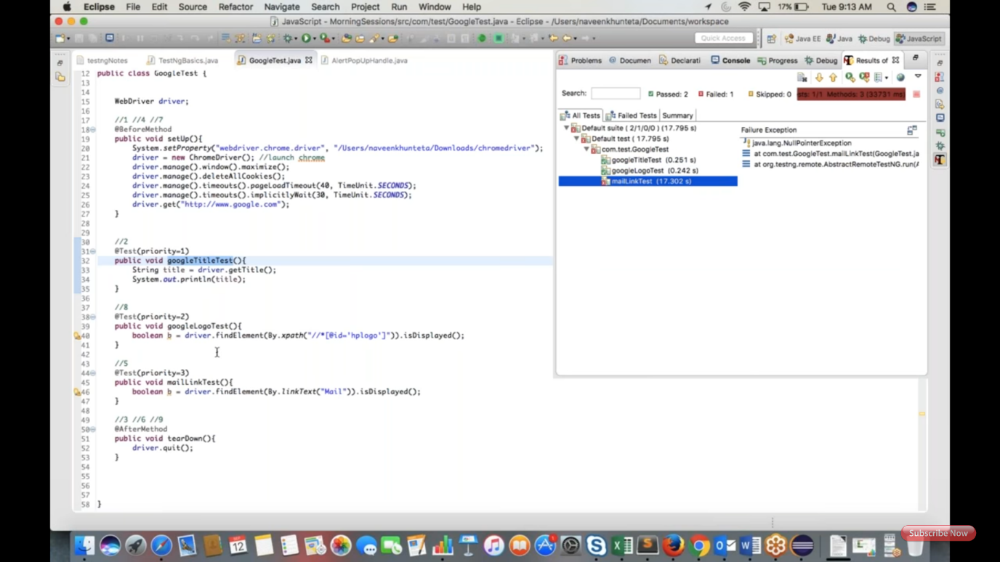 Eclipse File Edit Source Refactor Navigate Search Project Run Window Help 17% Tue 9:13 AM
JavaScript - MorningSessions/src/com/test/GoogleTest.java - Eclipse - /Users/naveenkhunteta/Documents/workspace
Quick Access Java EE Java Debug JavaScript
testngNotes TestNgBasics.java GoogleTest.java AlertPopUpHandle.java
12 public class GoogleTest {
13
14
15 WebDriver driver;
16
17 //1 //4 //7
18 @BeforeMethod
19 public void setUp(){
20 System.setProperty("webdriver.chrome.driver", "/Users/naveenkhunteta/Downloads/chromedriver");
21 driver = new ChromeDriver(); //launch chrome
22 driver.manage().window().maximize();
23 driver.manage().deleteAllCookies();
24 driver.manage().timeouts().pageLoadTimeout(40, TimeUnit.SECONDS);
25 driver.manage().timeouts().implicitlyWait(30, TimeUnit.SECONDS);
26 driver.get("http://www.google.com");
27 }
28
29
30 //2
31 @Test(priority=1)
32 public void googleTitleTest(){
33 String title = driver.getTitle();
34 System.out.println(title);
35 }
36
37 //8
38 @Test(priority=2)
39 public void googleLogoTest(){
40 boolean b = driver.findElement(By.xpath("//*[@id='hplogo']")).isDisplayed();
41 }
42
43 //5
44 @Test(priority=3)
45 public void mailLinkTest(){
46 boolean b = driver.findElement(By.linkText("Mail")).isDisplayed();
47 }
48
49 //3 //6 //9
50 @AfterMethod
51 public void tearDown(){
52 driver.quit();
53 }
54
55
56
57
58 }
Problems Documen Declarati Console Progress Debug Results of
Search: Passed: 2 Failed: 1 Skipped: 0 sts: 1/1 Methods: 3 (33731 ms)
All Tests Failed Tests Summary
Default suite ( 2/1/0/0 ) (17.795 s)
Default test ( 17.795 s)
com.test.GoogleTest
googleTitleTest (0.251 s)
googleLogoTest (0.242 s)
mailLinkTest (17.302 s)
Failure Exception
java.lang.NullPointerException
at com.test.GoogleTest.mailLinkTest(GoogleTest.ja
at org.testng.remote.AbstractRemoteTestNG.run(A
12
Subscribe Now